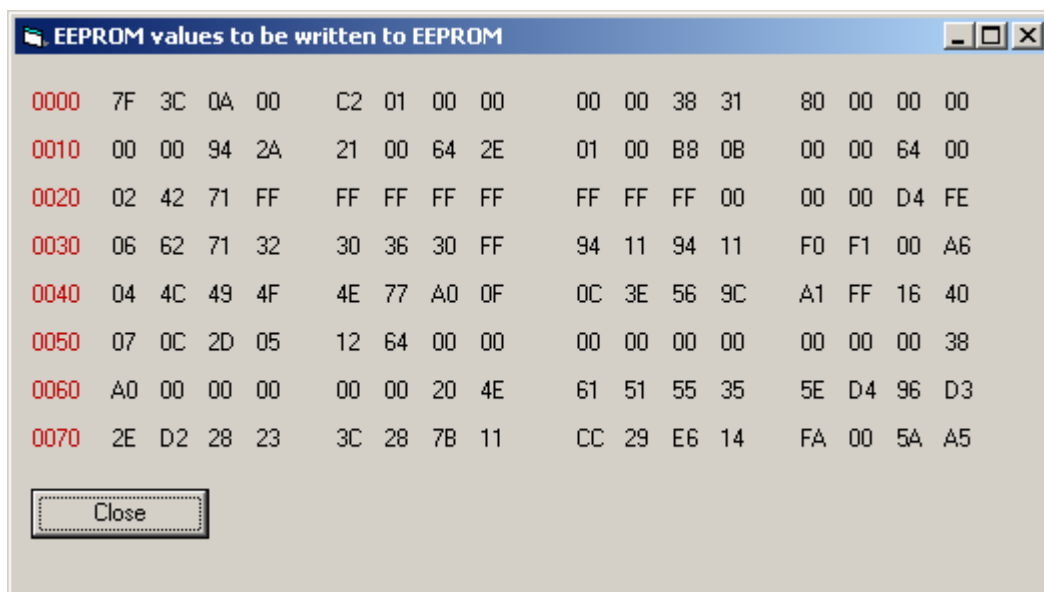 EEPROM values to be written to EEPROM
0000 7F 3C 0A 00 C2 01 00 00 00 00 38 31 80 00 00 00
0010 00 00 94 2A 21 00 64 2E 01 00 B8 0B 00 00 64 00
0020 02 42 71 FF FF FF FF FF FF FF FF 00 00 00 D4 FE
0030 06 62 71 32 30 36 30 FF 94 11 94 11 F0 F1 00 A6
0040 04 4C 49 4F 4E 77 A0 0F 0C 3E 56 9C A1 FF 16 40
0050 07 0C 2D 05 12 64 00 00 00 00 00 00 00 00 00 38
0060 A0 00 00 00 00 00 20 4E 61 51 55 35 5E D4 96 D3
0070 2E D2 28 23 3C 28 7B 11 CC 29 E6 14 FA 00 5A A5
Close